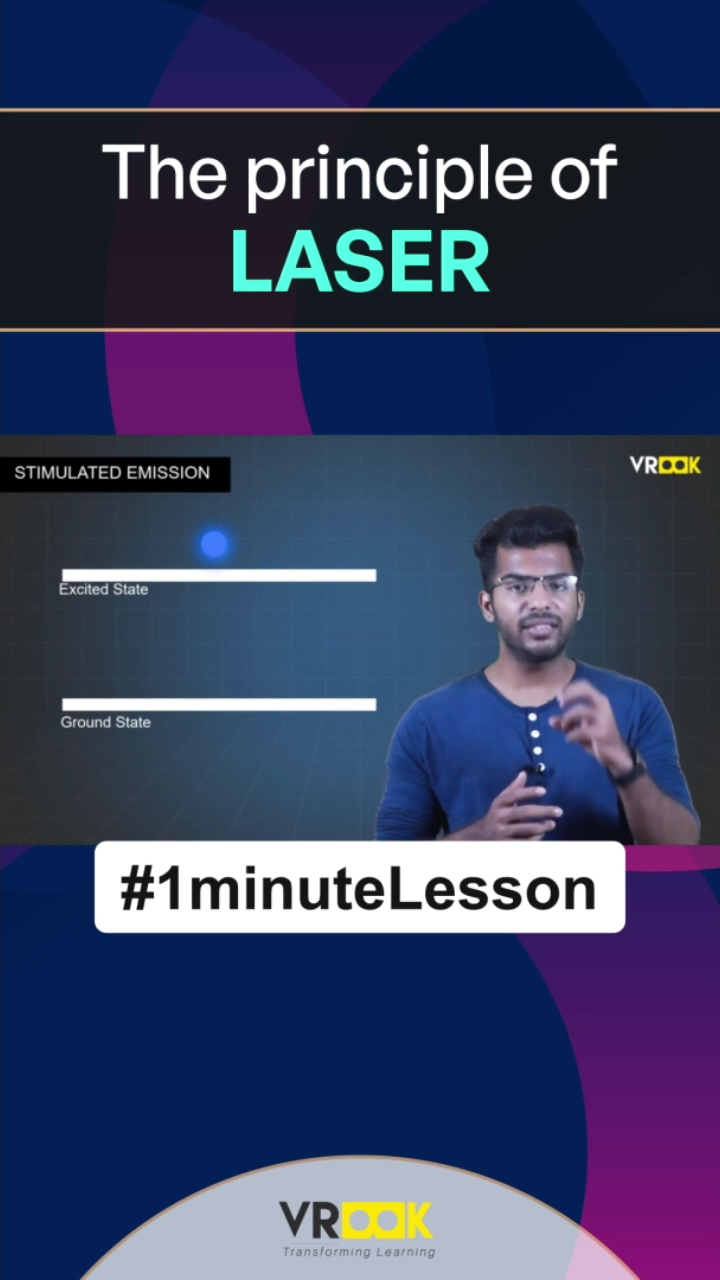 The principle of
LASER
STIMULATED EMISSION
VROOK
Excited State
Ground State
#1minuteLesson
VROOK
Transforming Learning